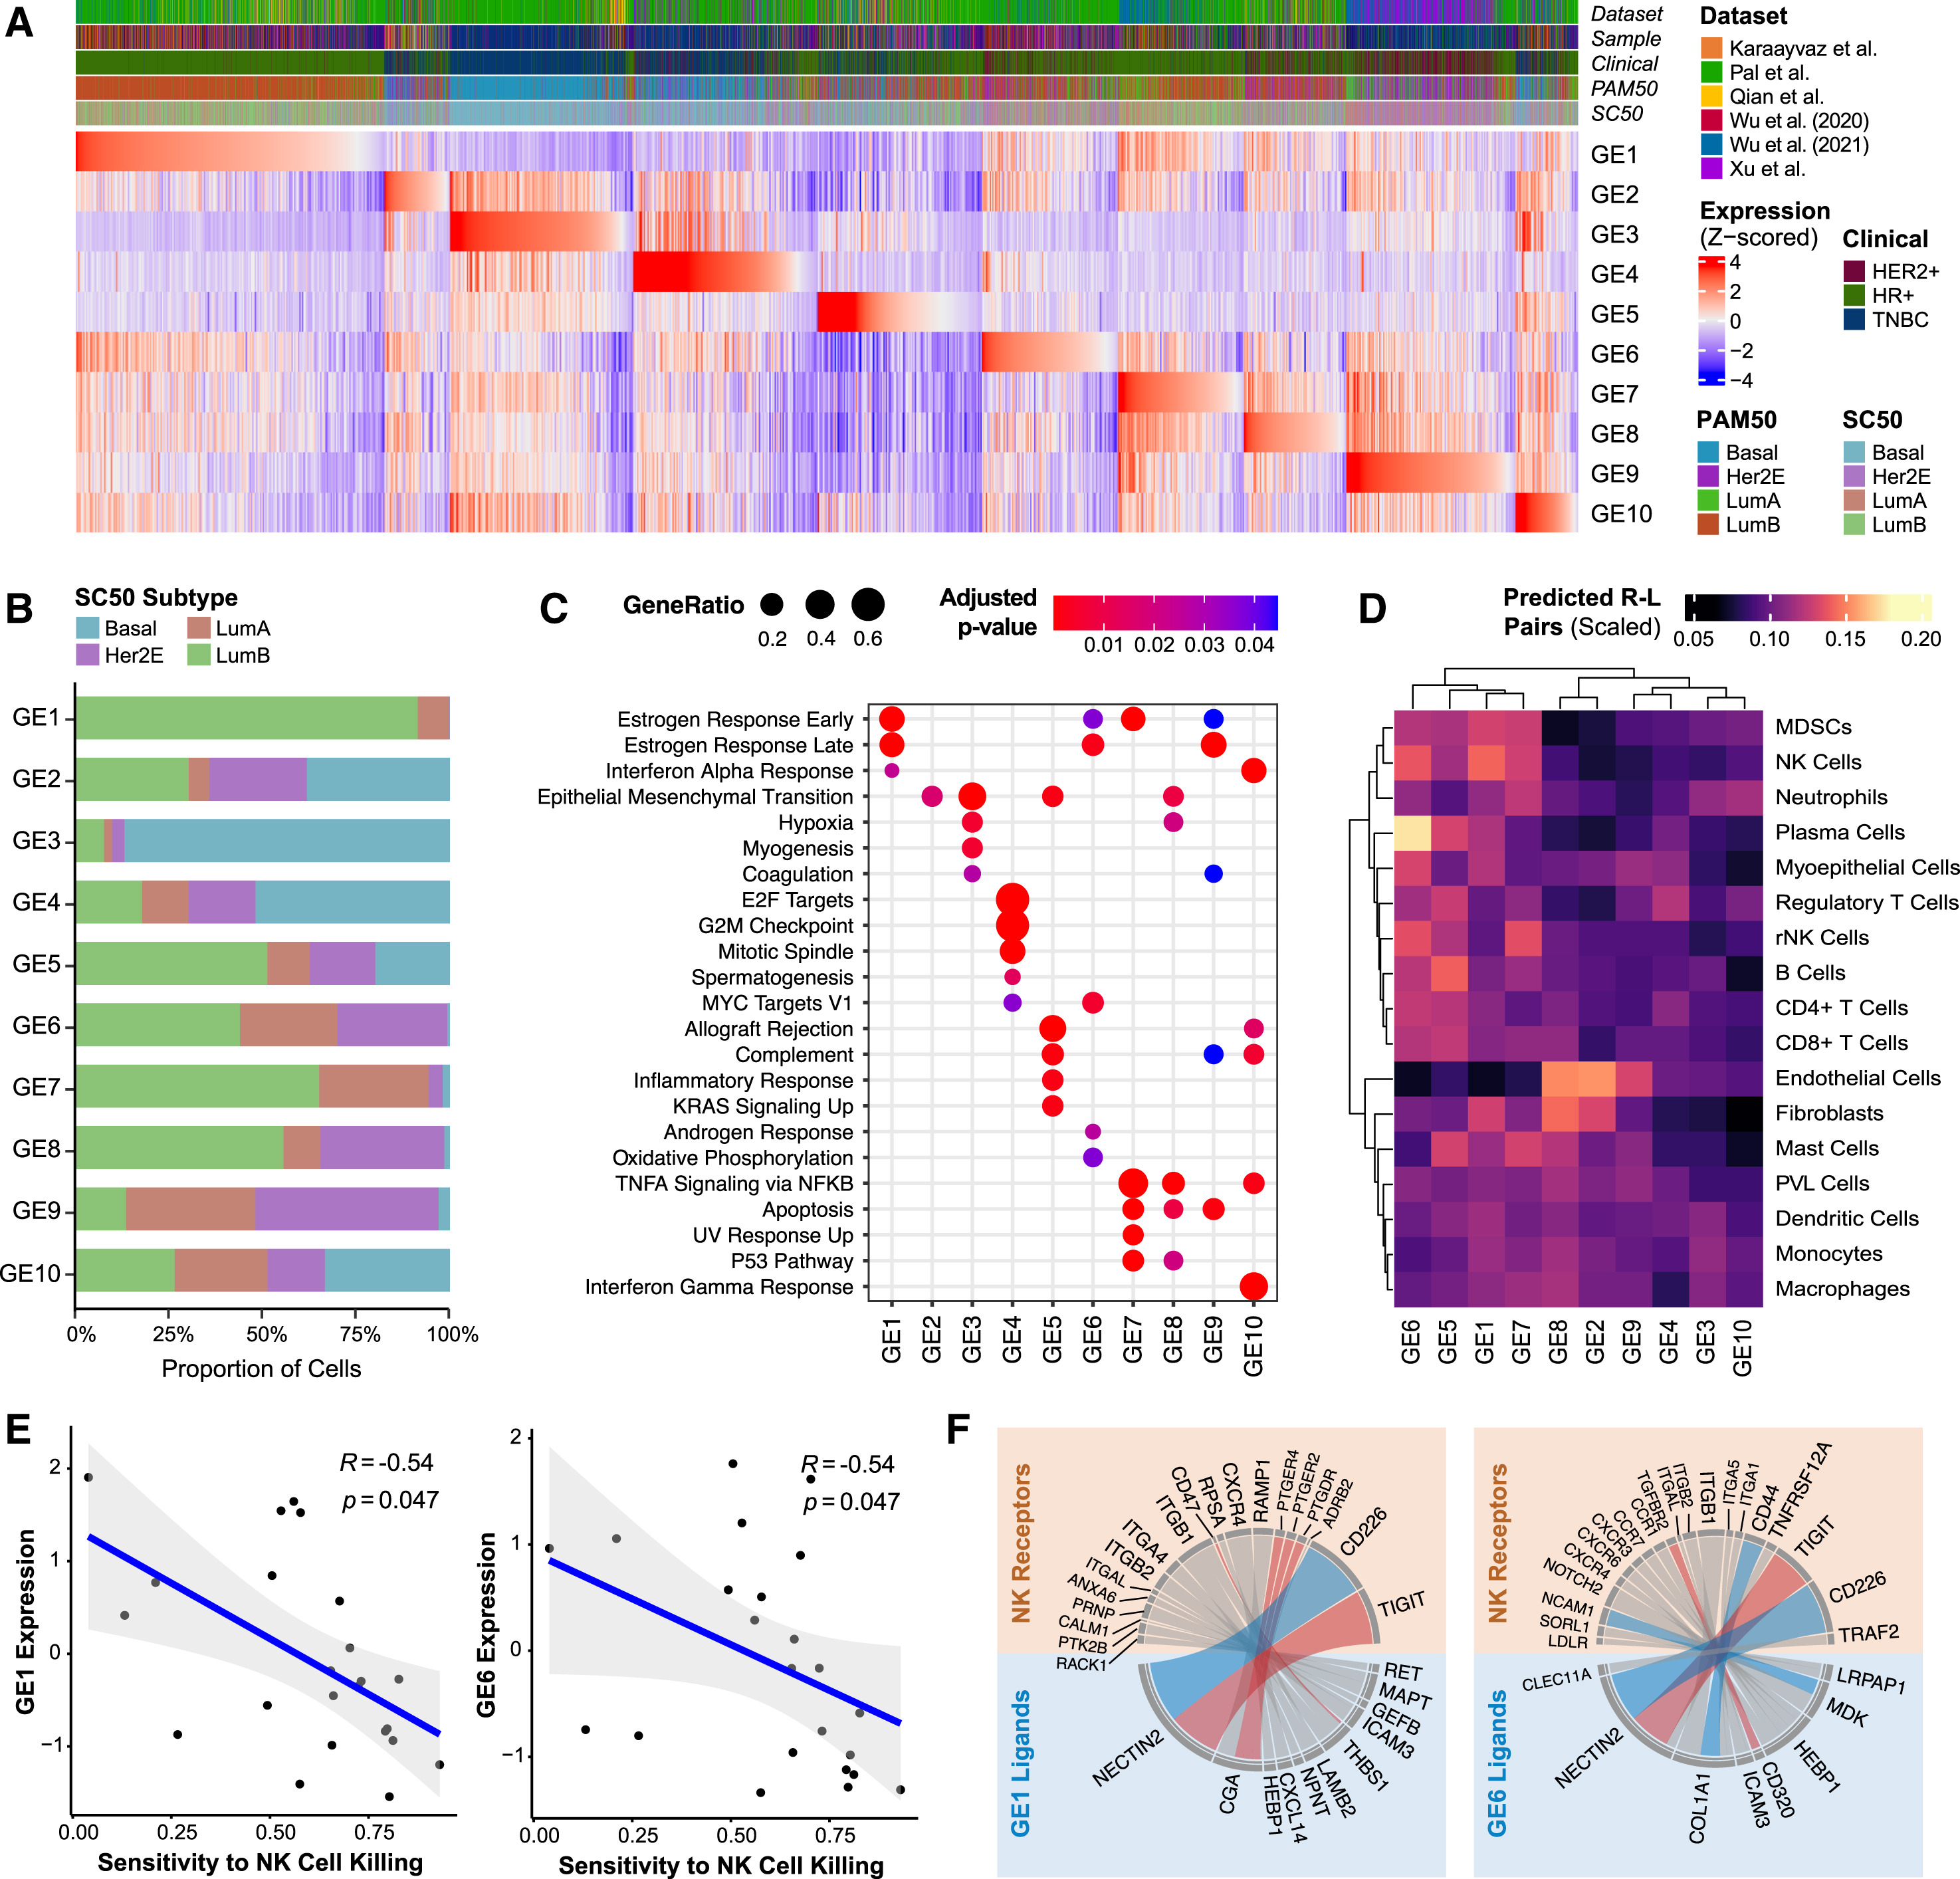 A
Dataset
Sample
Clinical
PAM50
SC50
GE1
GE2
GE3
GE4
GE5
GE6
GE7
GE8
GE9
GE10
Dataset
Karaayvaz et al.
Pal et al.
Qian et al.
Wu et al. (2020)
Wu et al. (2021)
Xu et al.
Expression
(Z−scored)
4
2
0
−2
−4
Clinical
HER2+
HR+
TNBC
PAM50
Basal
Her2E
LumA
LumB
SC50
Basal
Her2E
LumA
LumB
B
SC50 Subtype
Basal
LumA
Her2E
LumB
GE1
GE2
GE3
GE4
GE5
GE6
GE7
GE8
GE9
GE10
0%
25%
50%
75%
100%
Proportion of Cells
C
GeneRatio
0.2
0.4
0.6
Adjusted
p-value
0.01
0.02
0.03
0.04
Estrogen Response Early
Estrogen Response Late
Interferon Alpha Response
Epithelial Mesenchymal Transition
Hypoxia
Myogenesis
Coagulation
E2F Targets
G2M Checkpoint
Mitotic Spindle
Spermatogenesis
MYC Targets V1
Allograft Rejection
Complement
Inflammatory Response
KRAS Signaling Up
Androgen Response
Oxidative Phosphorylation
TNFA Signaling via NFKB
Apoptosis
UV Response Up
P53 Pathway
Interferon Gamma Response
GE1
GE2
GE3
GE4
GE5
GE6
GE7
GE8
GE9
GE10
D
Predicted R-L
Pairs (Scaled)
0.05
0.10
0.15
0.20
MDSCs
NK Cells
Neutrophils
Plasma Cells
Myoepithelial Cells
Regulatory T Cells
rNK Cells
B Cells
CD4+ T Cells
CD8+ T Cells
Endothelial Cells
Fibroblasts
Mast Cells
PVL Cells
Dendritic Cells
Monocytes
Macrophages
GE6
GE5
GE1
GE7
GE8
GE2
GE9
GE4
GE3
GE10
E
GE1 Expression
2
1
0
−1
R = -0.54
p = 0.047
0.00
0.25
0.50
0.75
Sensitivity to NK Cell Killing
GE6 Expression
2
1
0
−1
R = -0.54
p = 0.047
0.00
0.25
0.50
0.75
Sensitivity to NK Cell Killing
F
NK Receptors
GE1 Ligands
RACK1
PTK2B
CALM1
PRNP
ANXA6
ITGAL
ITGB2
ITGA4
ITGB1
CD47
RPSA
CXCR4
RAMP1
PTGER4
PTGER2
PTGDR
ADRB2
CD226
TIGIT
RET
MAPT
GEFB
ICAM3
THBS1
LAMB2
NPNT
CXCL14
HEBP1
CGA
NECTIN2
NK Receptors
GE6 Ligands
LDLR
SORL1
NCAM1
NOTCH2
CXCR4
CXCR6
CXCR3
CCR7
CCR1
TGFBR2
ITGAL
ITGB2
ITGB1
ITGA5
ITGA1
CD44
TNFRSF12A
TIGIT
CD226
TRAF2
LRPAP1
MDK
HEBP1
CD320
ICAM3
COL1A1
NECTIN2
CLEC11A